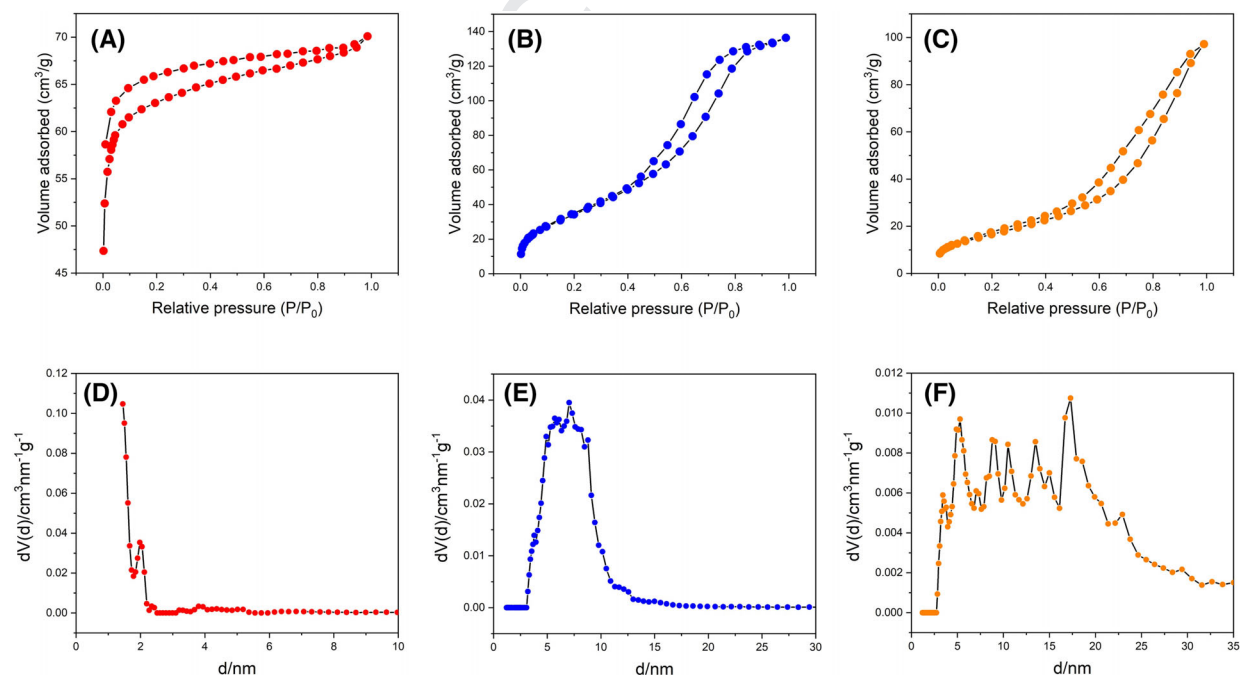 (A)
Volume adsorbed (cm³/g)
70
65
60
55
50
45
0.0 0.2 0.4 0.6 0.8 1.0
Relative pressure (P/P₀)
(B)
Volume adsorbed (cm³/g)
140
120
100
80
60
40
20
0
0.0 0.2 0.4 0.6 0.8 1.0
Relative pressure (P/P₀)
(C)
Volume adsorbed (cm³/g)
100
80
60
40
20
0
0.0 0.2 0.4 0.6 0.8 1.0
Relative pressure (P/P₀)
(D)
dV(d)/cm³nm⁻¹g⁻¹
0.12
0.10
0.08
0.06
0.04
0.02
0.00
0 2 4 6 8 10
d/nm
(E)
dV(d)/cm³nm⁻¹g⁻¹
0.04
0.03
0.02
0.01
0.00
0 5 10 15 20 25 30
d/nm
(F)
dV(d)/cm³nm⁻¹g⁻¹
0.012
0.010
0.008
0.006
0.004
0.002
0.000
0 5 10 15 20 25 30 35
d/nm